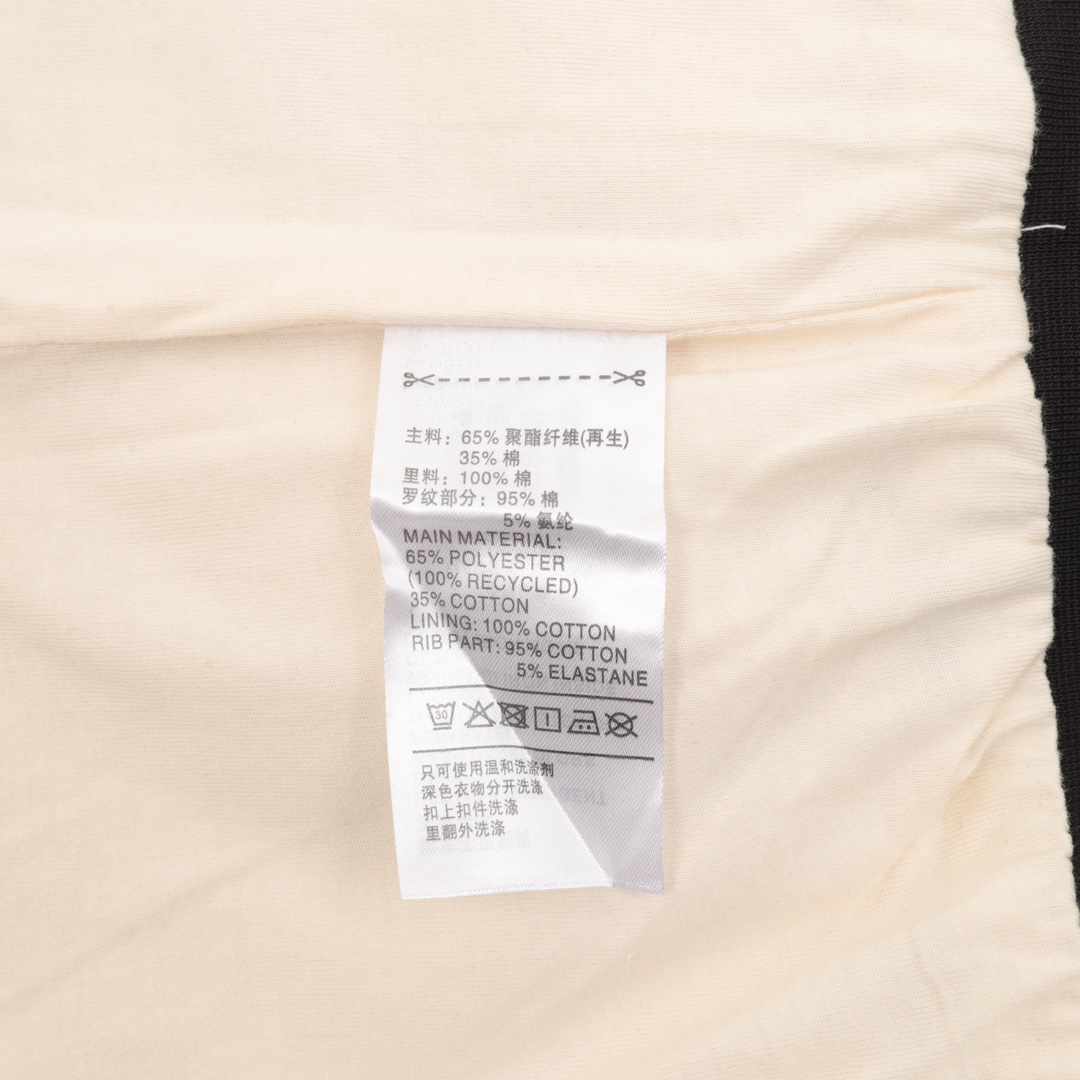 主料：65% 聚酯纤维(再生)
35% 棉
里料：100% 棉
罗纹部分：95% 棉
5% 氨纶
MAIN MATERIAL:
65% POLYESTER
(100% RECYCLED)
35% COTTON
LINING: 100% COTTON
RIB PART: 95% COTTON
5% ELASTANE
30
只可使用温和洗涤剂
深色衣物分开洗涤
扣上扣件洗涤
里翻外洗涤